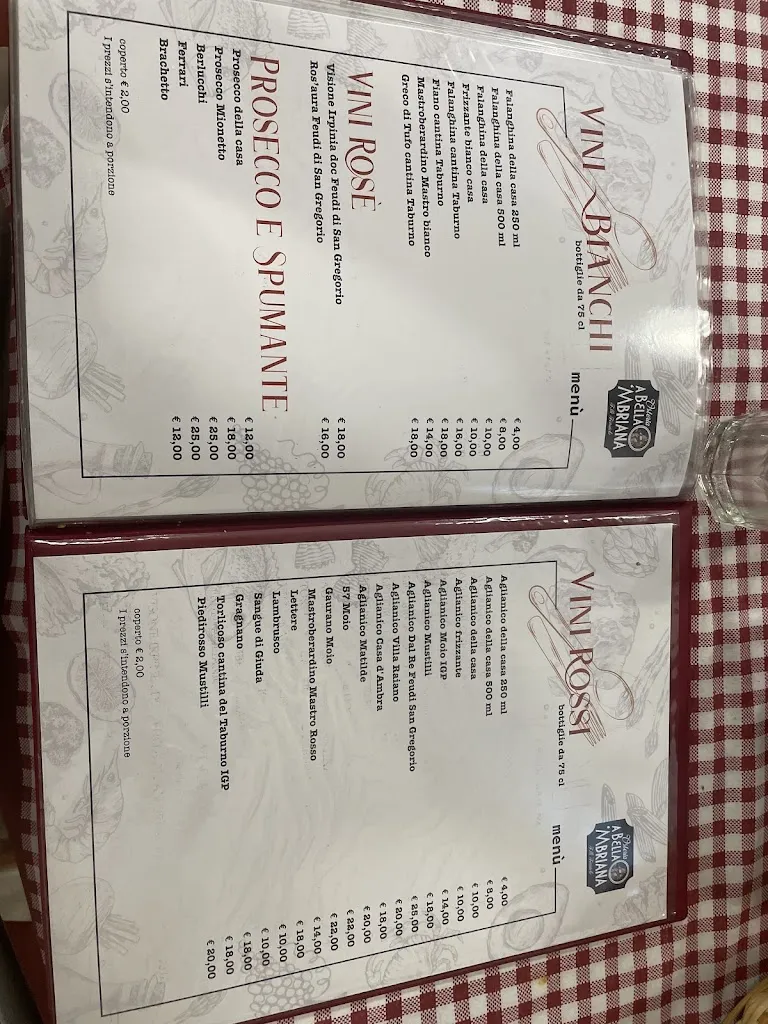 VINI BIANCHI
bottiglie da 75 cl
menù
Osteria
A BELLA
'MBRIANA
Falanghina della casa 250 ml € 4,00
Falanghina della casa 500 ml € 8,00
Falanghina della casa € 10,00
Frizzante bianco casa € 10,00
Falanghina cantina Taburno € 16,00
Fiano cantina Taburno € 18,00
Mastroberardino Mastro bianco € 14,00
Greco di Tufo cantina Taburno € 18,00
VINI ROSÈ
Visione Irpinia doc Feudi di San Gregorio € 18,00
Ros'aura Feudi di San Gregorio € 16,00
PROSECCO E SPUMANTE
Prosecco della casa € 12,00
Prosecco Mionetto € 18,00
Berlucchi € 25,00
Ferrari € 25,00
Brachetto € 12,00
coperto € 2,00
I prezzi s'intendono a porzione
VINI ROSSI
bottiglie da 75 cl
menù
Osteria
A BELLA
'MBRIANA
Aglianico della casa 250 ml € 4,00
Aglianico della casa 500 ml € 8,00
Aglianico della casa € 10,00
Aglianico frizzante € 10,00
Aglianico Moio IGP € 14,00
Aglianico Mustilli € 18,00
Aglianico Dal Re Feudi San Gregorio € 25,00
Aglianico Villa Raiano € 20,00
Aglianico Casa d'Ambra € 18,00
Aglianico Matilde € 20,00
57 Moio € 22,00
Gaurano Moio € 22,00
Mastroberardino Mastro Rosso € 14,00
Lettere € 18,00
Lambrusco € 10,00
Sangue di Giuda € 10,00
Gragnano € 18,00
Torlicoso cantina del Taburno IGP € 18,00
Piedirosso Mustilli € 20,00
coperto € 2,00
I prezzi s'intendono a porzione